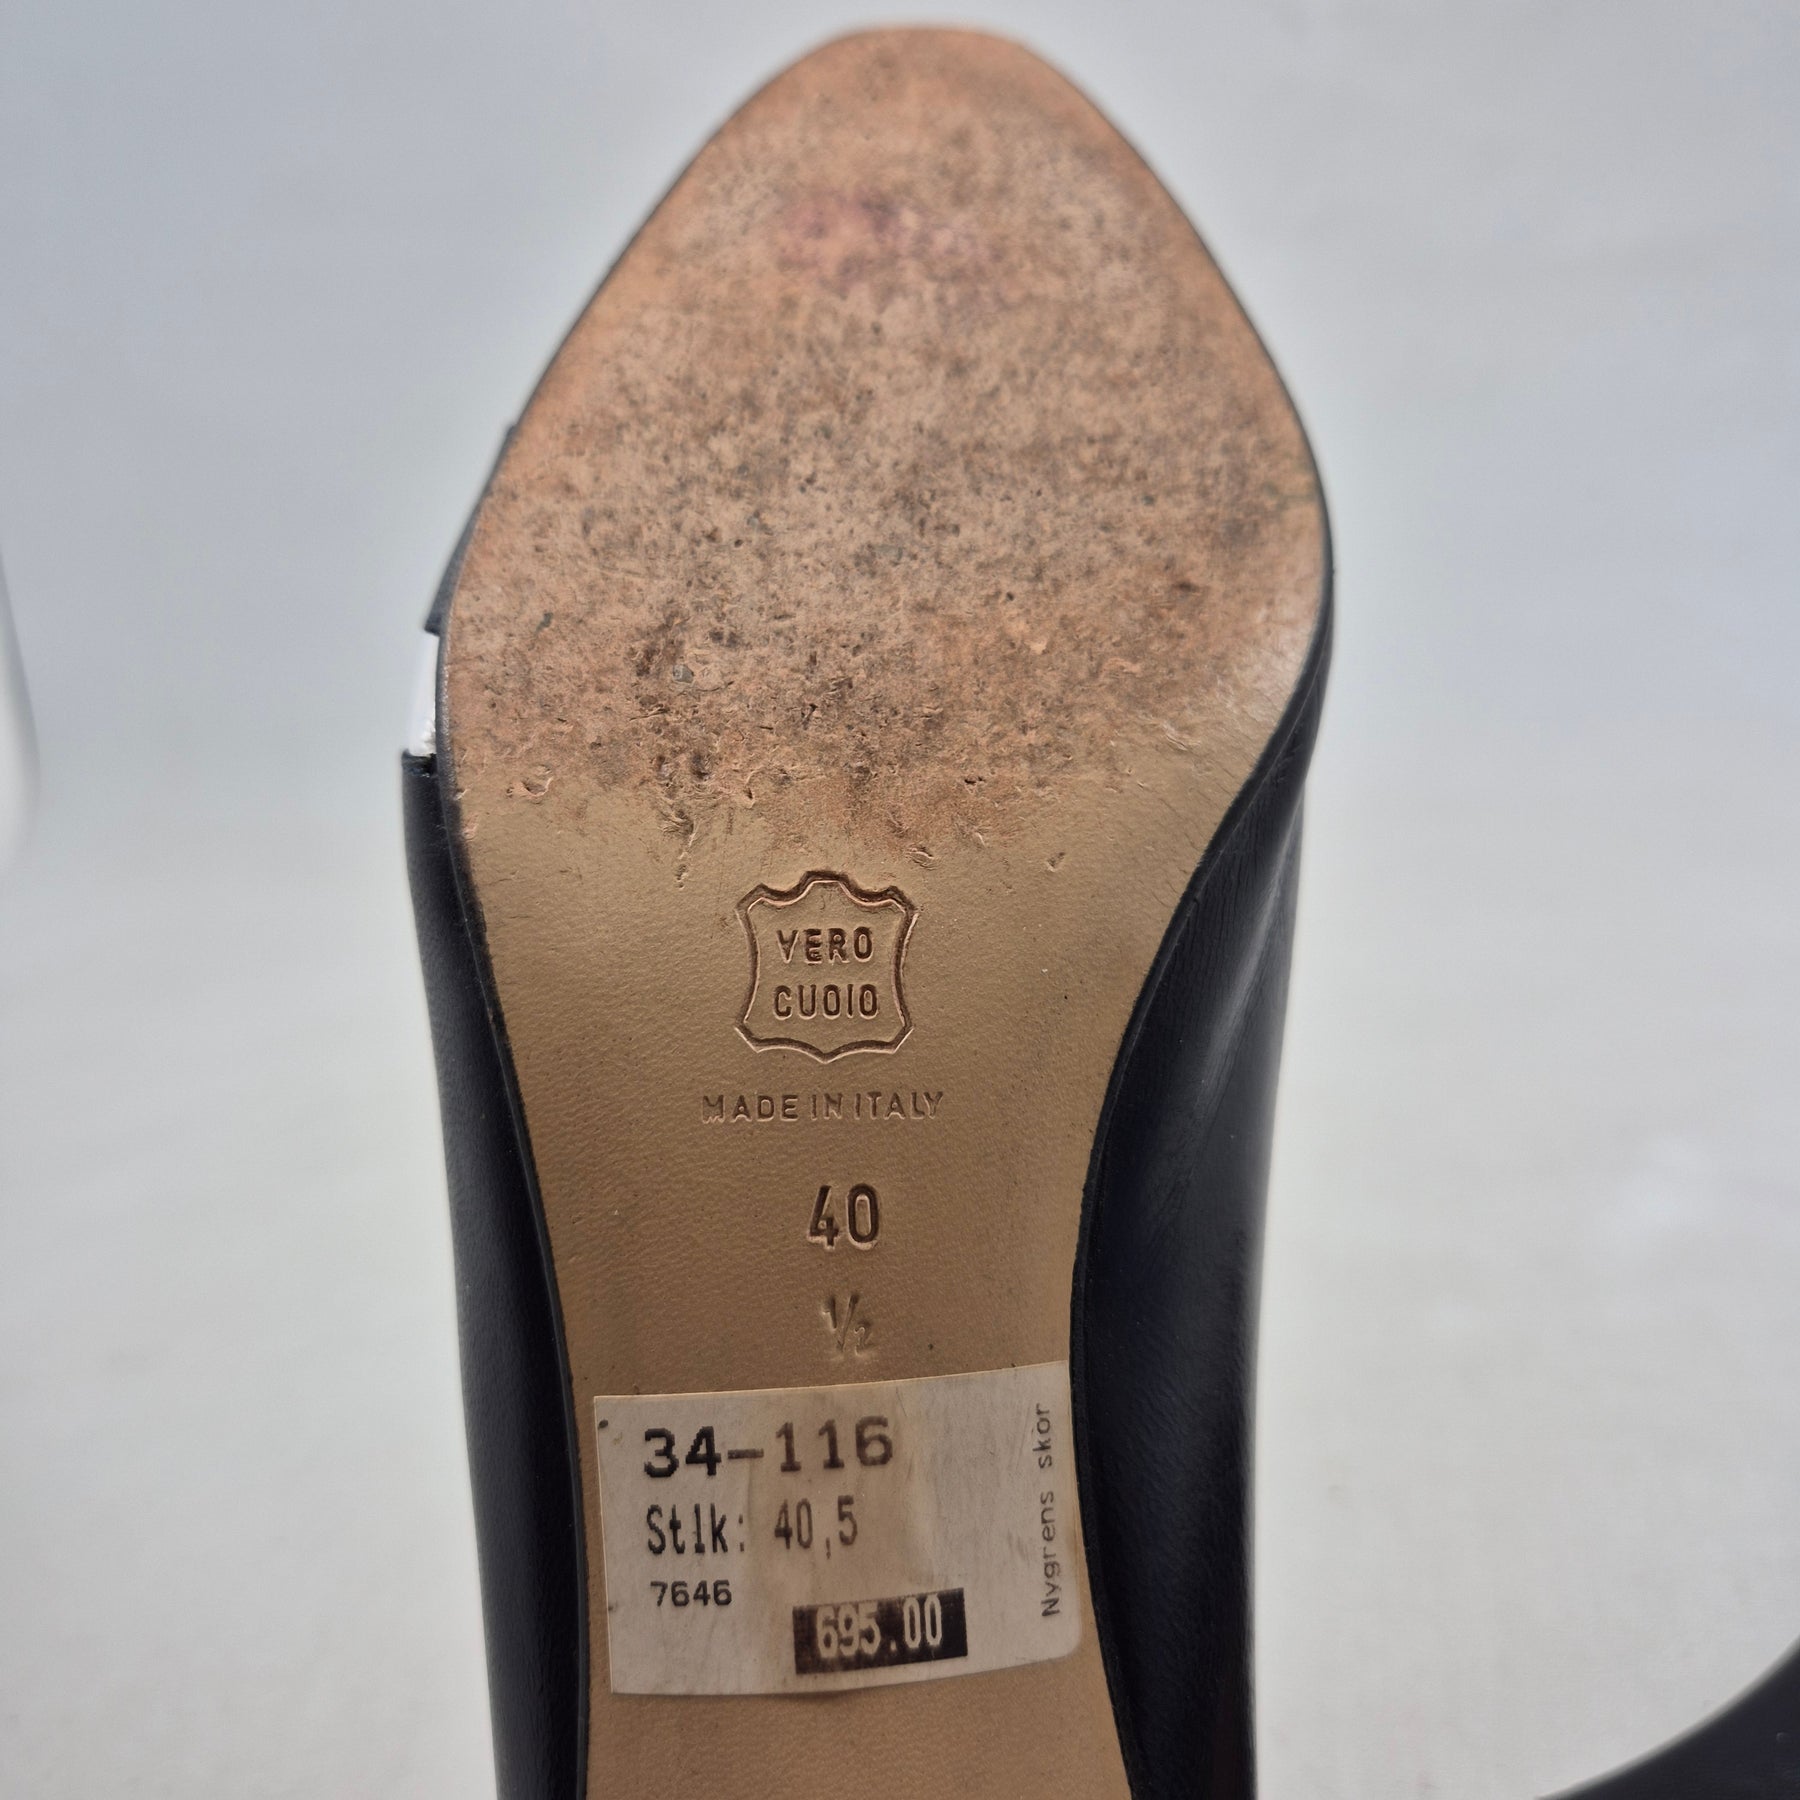 VERO
CUOIO
MADE IN ITALY
40
1/2
34-116
Stlk: 40,5
7646
695.00
Nygrens skor